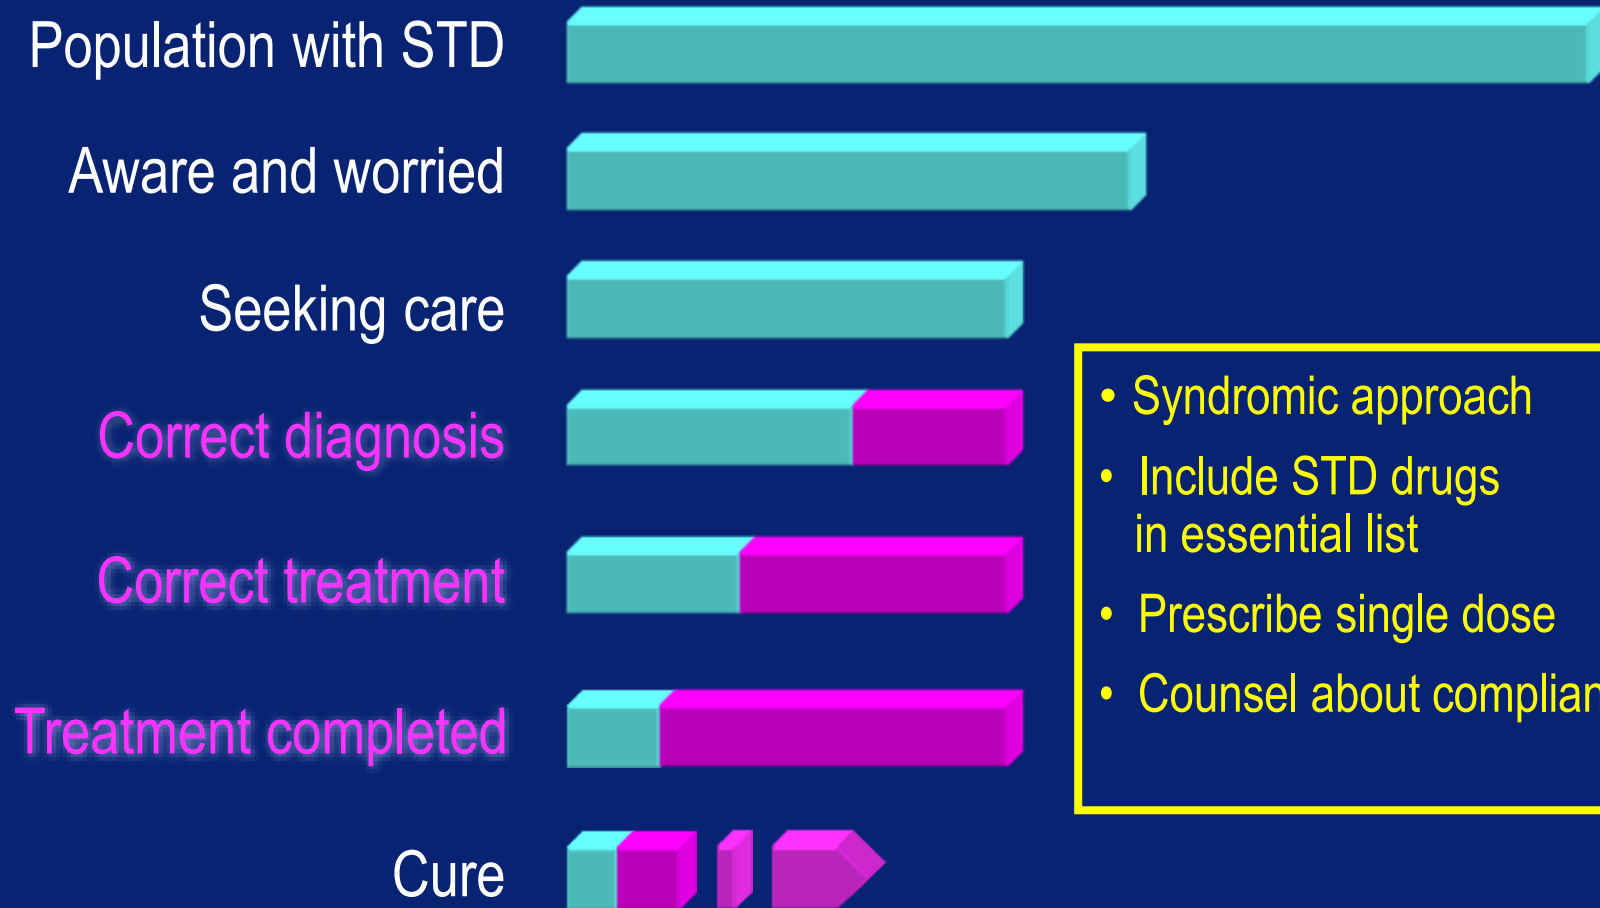 Population with STD
Aware and worried
Seeking care
Correct diagnosis
Correct treatment
Treatment completed
Cure
• Syndromic approach
• Include STD drugs
in essential list
• Prescribe single dose
• Counsel about